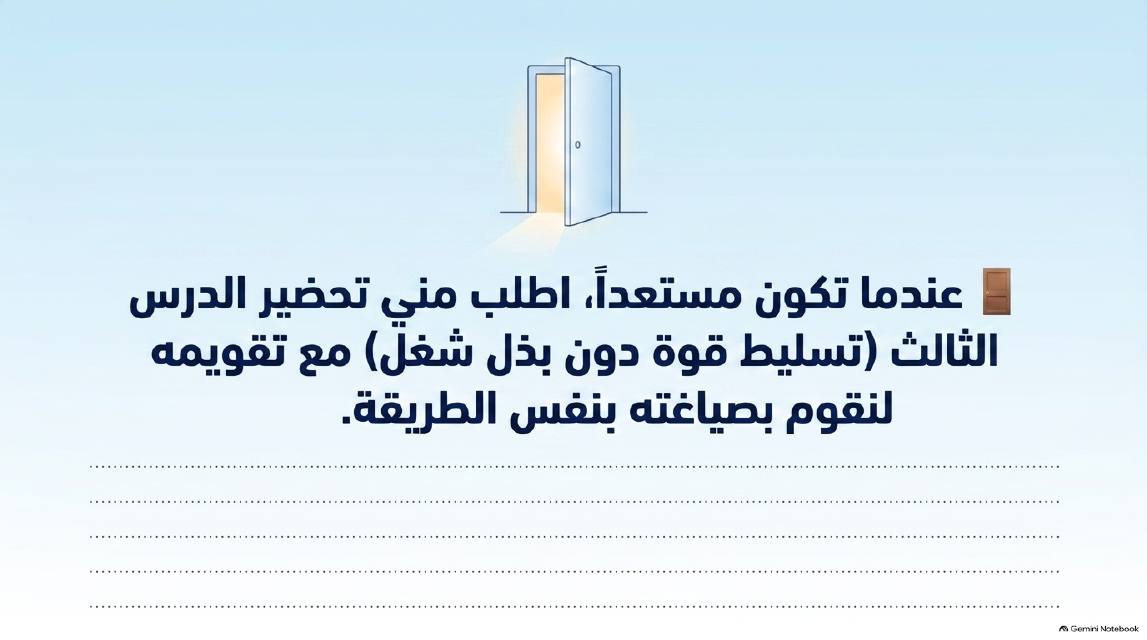 🚪 عندما تكون مستعداً، اطلب مني تحضير الدرس
الثالث (تسليط قوة دون بذل شغل) مع تقويمه
لنقوم بصياغته بنفس الطريقة.
Gemini Notebook